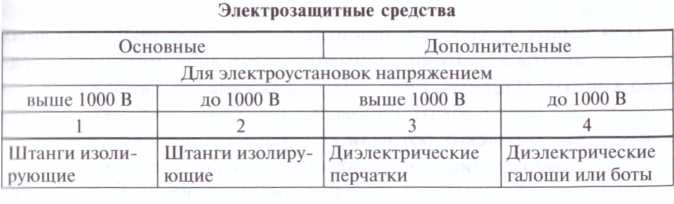 Электрозащитные средства
Основные Дополнительные
Для электроустановок напряжением
выше 1000 В до 1000 В выше 1000 В до 1000 В
1 2 3 4
Штанги изоли- Штанги изолиру- Диэлектрические Диэлектрические
рующие ющие перчатки галоши или боты